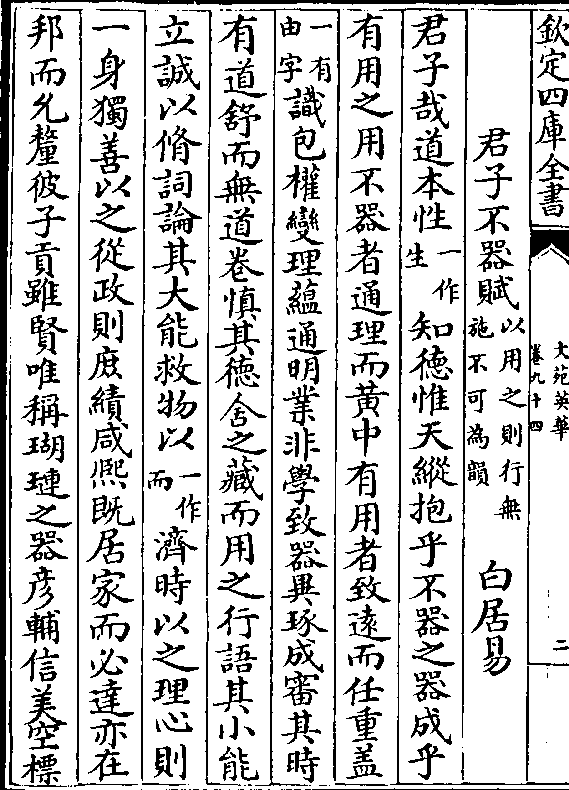 欽定四庫全書
文苑英華
卷九十四
二
君子不器賦以用之則行無施不可為韻 白居易
君子哉道本性一作生知德惟天縱抱乎不器之器成乎
有用之用不器者通理而黃中有用者致遠而任重盖
一有由字識包權變理藴通明業非學致器異琢成審其時
有道舒而無道卷慎其德舍之藏而用之行語其小能
立誠以脩詞論其大能救物以一作而濟時以之理心則
一身獨善以之從政則庶績咸熈既居家而必達亦在
邦而允釐彼子貢雖賢唯稱瑚璉之器彦輔信美空標